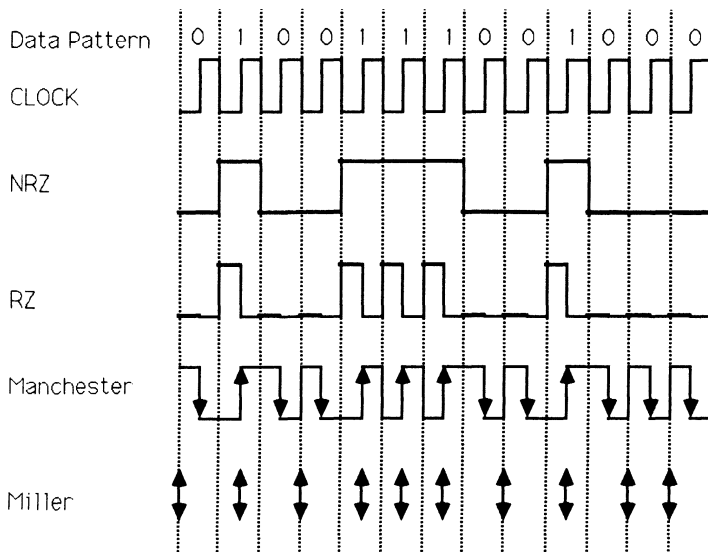 Data Pattern 0 1 0 0 1 1 1 0 0 1 0 0 0
CLOCK
NRZ
RZ
Manchester
Miller